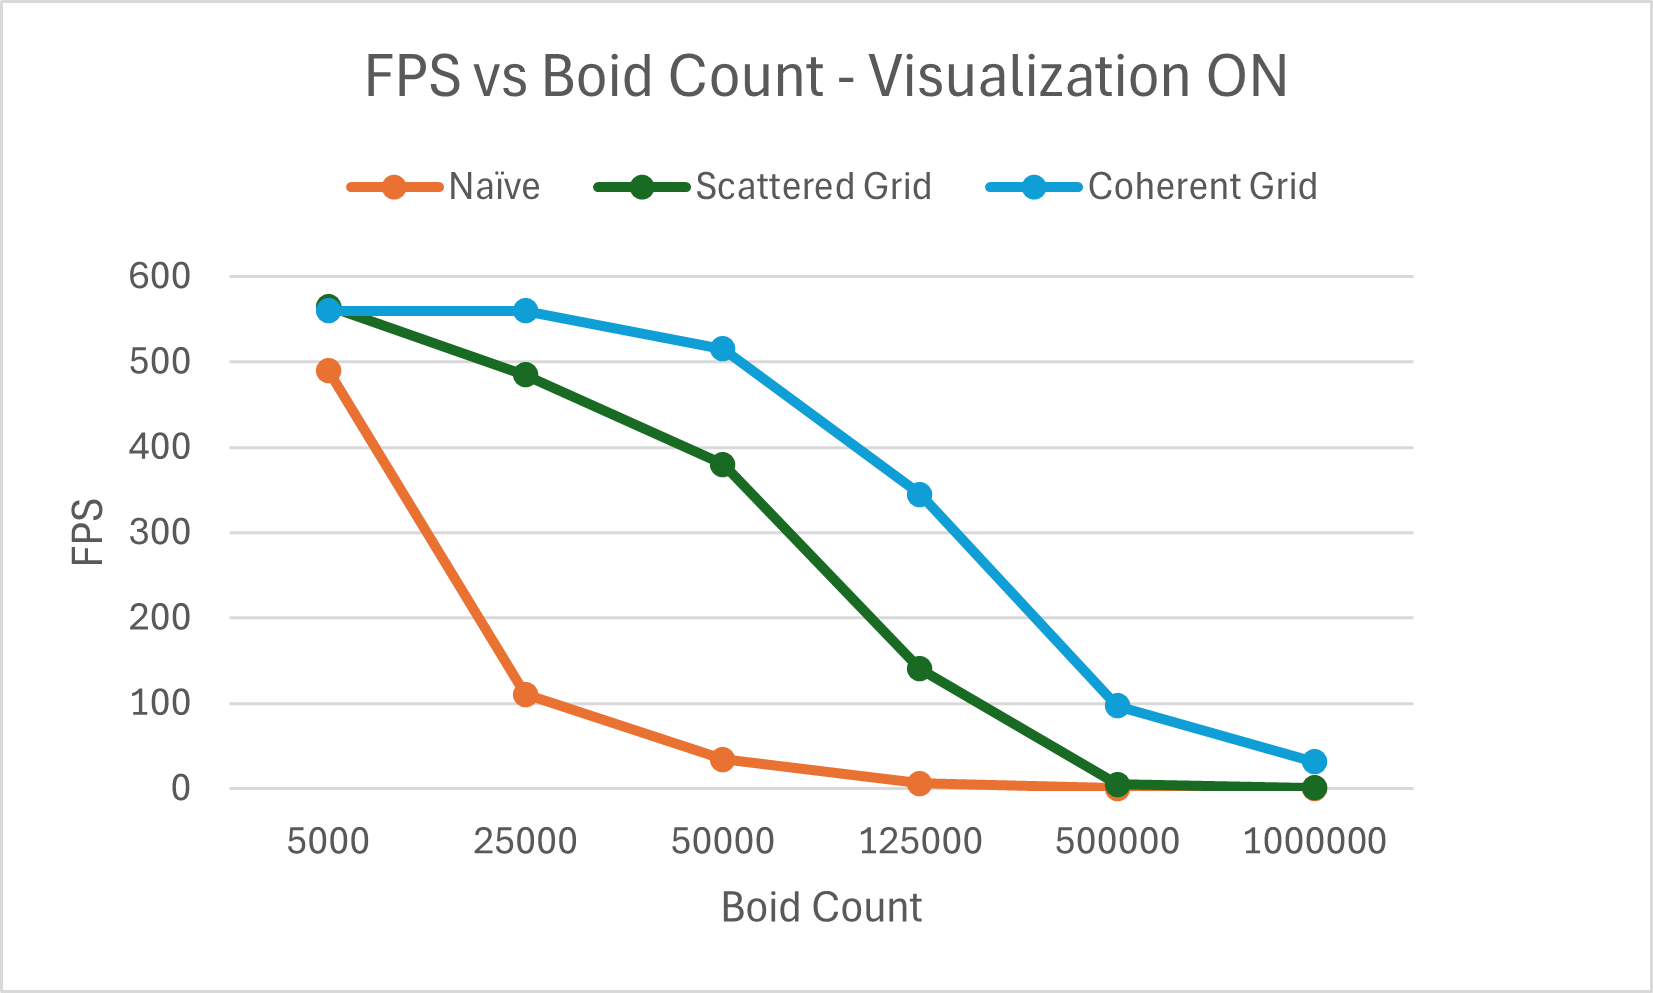 FPS vs Boid Count - Visualization ON
Naïve
Scattered Grid
Coherent Grid
600
500
400
300
200
100
0
FPS
5000
25000
50000
125000
500000
1000000
Boid Count